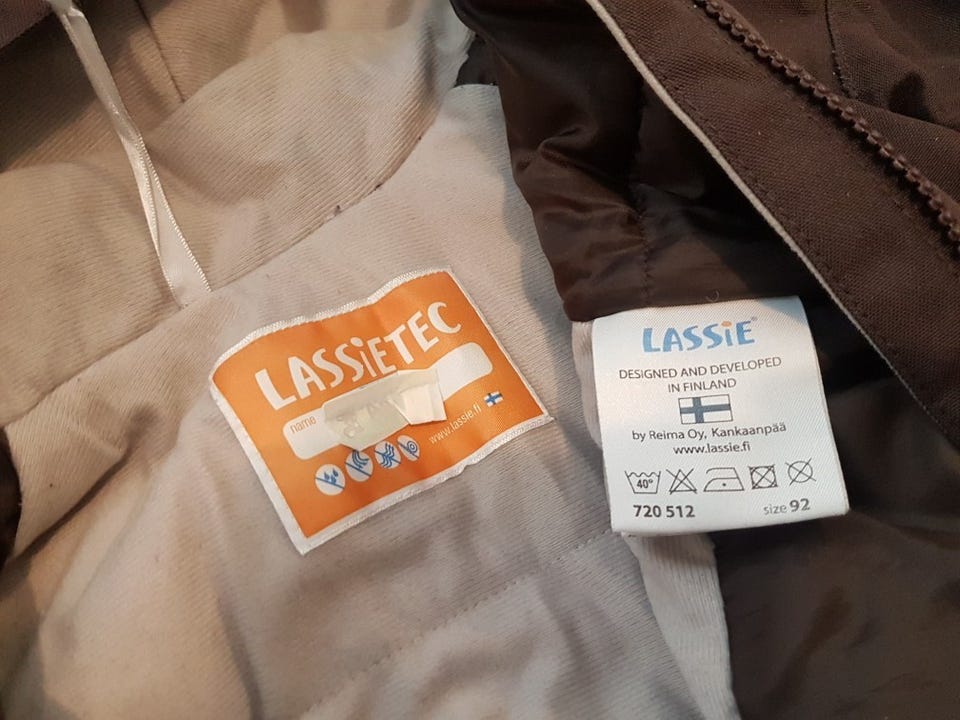 LASSiETEC
name
www.lassie.fi
LASSiE®
DESIGNED AND DEVELOPED
IN FINLAND
by Reima Oy, Kankaanpää
www.lassie.fi
40°
720 512 size 92